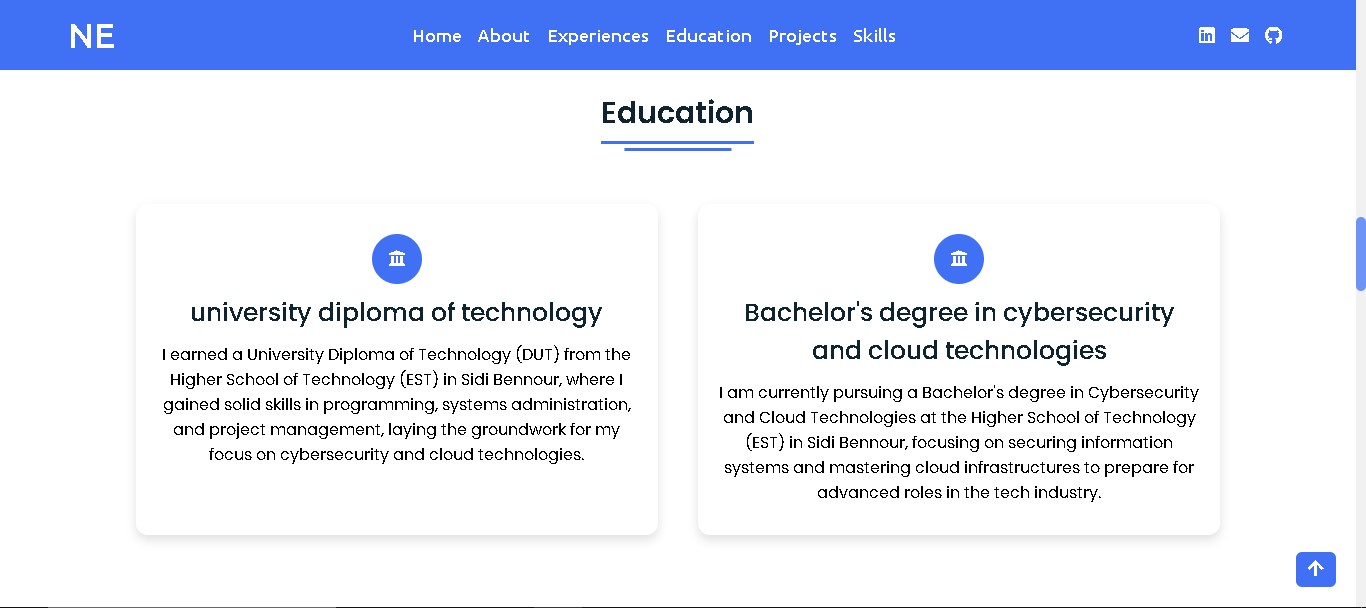 NE
Home About Experiences Education Projects Skills
Education
university diploma of technology
I earned a University Diploma of Technology (DUT) from the
Higher School of Technology (EST) in Sidi Bennour, where I
gained solid skills in programming, systems administration,
and project management, laying the groundwork for my
focus on cybersecurity and cloud technologies.
Bachelor's degree in cybersecurity
and cloud technologies
I am currently pursuing a Bachelor's degree in Cybersecurity
and Cloud Technologies at the Higher School of Technology
(EST) in Sidi Bennour, focusing on securing information
systems and mastering cloud infrastructures to prepare for
advanced roles in the tech industry.